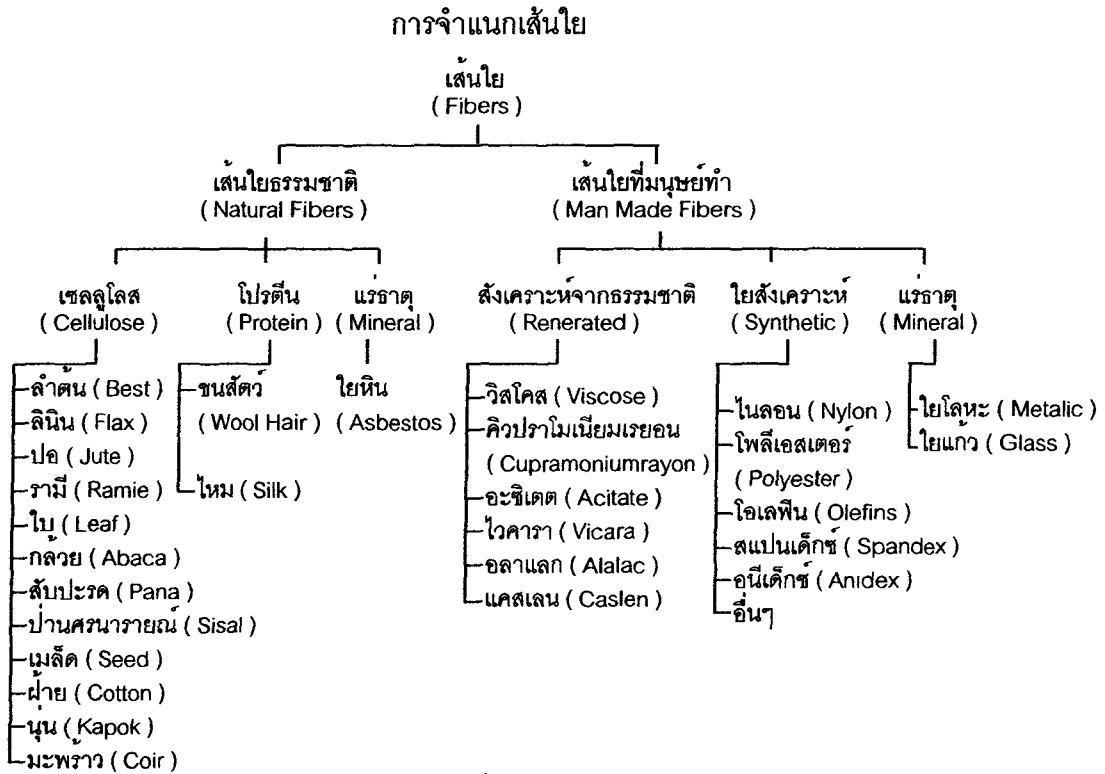 การจำแนกเส้นใย
เส้นใย
( Fibers )
เส้นใยธรรมชาติ
( Natural Fibers )
เส้นใยที่มนุษย์ทำ
( Man Made Fibers )
เซลลูโลส
( Cellulose )
โปรตีน
( Protein )
แร่ธาตุ
( Mineral )
สังเคราะห์จากธรรมชาติ
( Renerated )
ใยสังเคราะห์
( Synthetic )
แร่ธาตุ
( Mineral )
ลำต้น ( Best )
ลินิน ( Flax )
ปอ ( Jute )
รามี ( Ramie )
ใบ ( Leaf )
กล้วย ( Abaca )
สับปะรด ( Pana )
ป่านศรนารายณ์ ( Sisal )
เมล็ด ( Seed )
ฝ้าย ( Cotton )
นุ่น ( Kapok )
มะพร้าว ( Coir )
ขนสัตว์
( Wool Hair )
ไหม ( Silk )
ใยหิน
( Asbestos )
วิสโคส ( Viscose )
คิวปราโมเนียมเรยอน
( Cupramoniumrayon )
อะซิเตต ( Acitate )
ไวคารา ( Vicara )
อลาแลก ( Alalac )
แคสเลน ( Caslen )
ไนลอน ( Nylon )
โพลีเอสเตอร์
( Polyester )
โอเลฟีน ( Olefins )
สแปนเด็กซ์ ( Spandex )
อนีเด็กซ์ ( Anidex )
อื่นๆ
ใยโลหะ ( Metalic )
ใยแก้ว ( Glass )